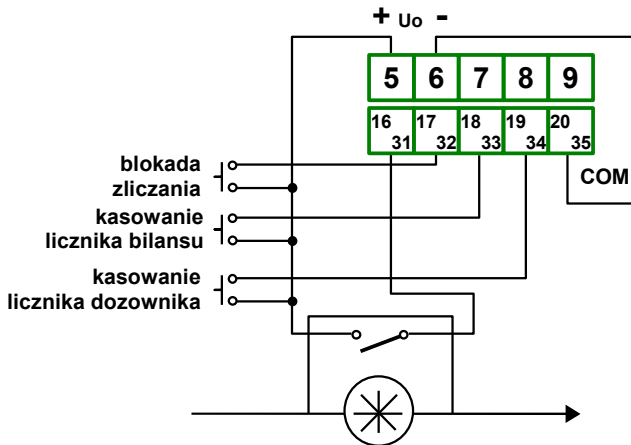 + Uo -
5 6 7 8 9
16 17 18 19 20
31 32 33 34 35
COM
blokada
zliczania
kasowanie
licznika bilansu
kasowanie
licznika dozownika